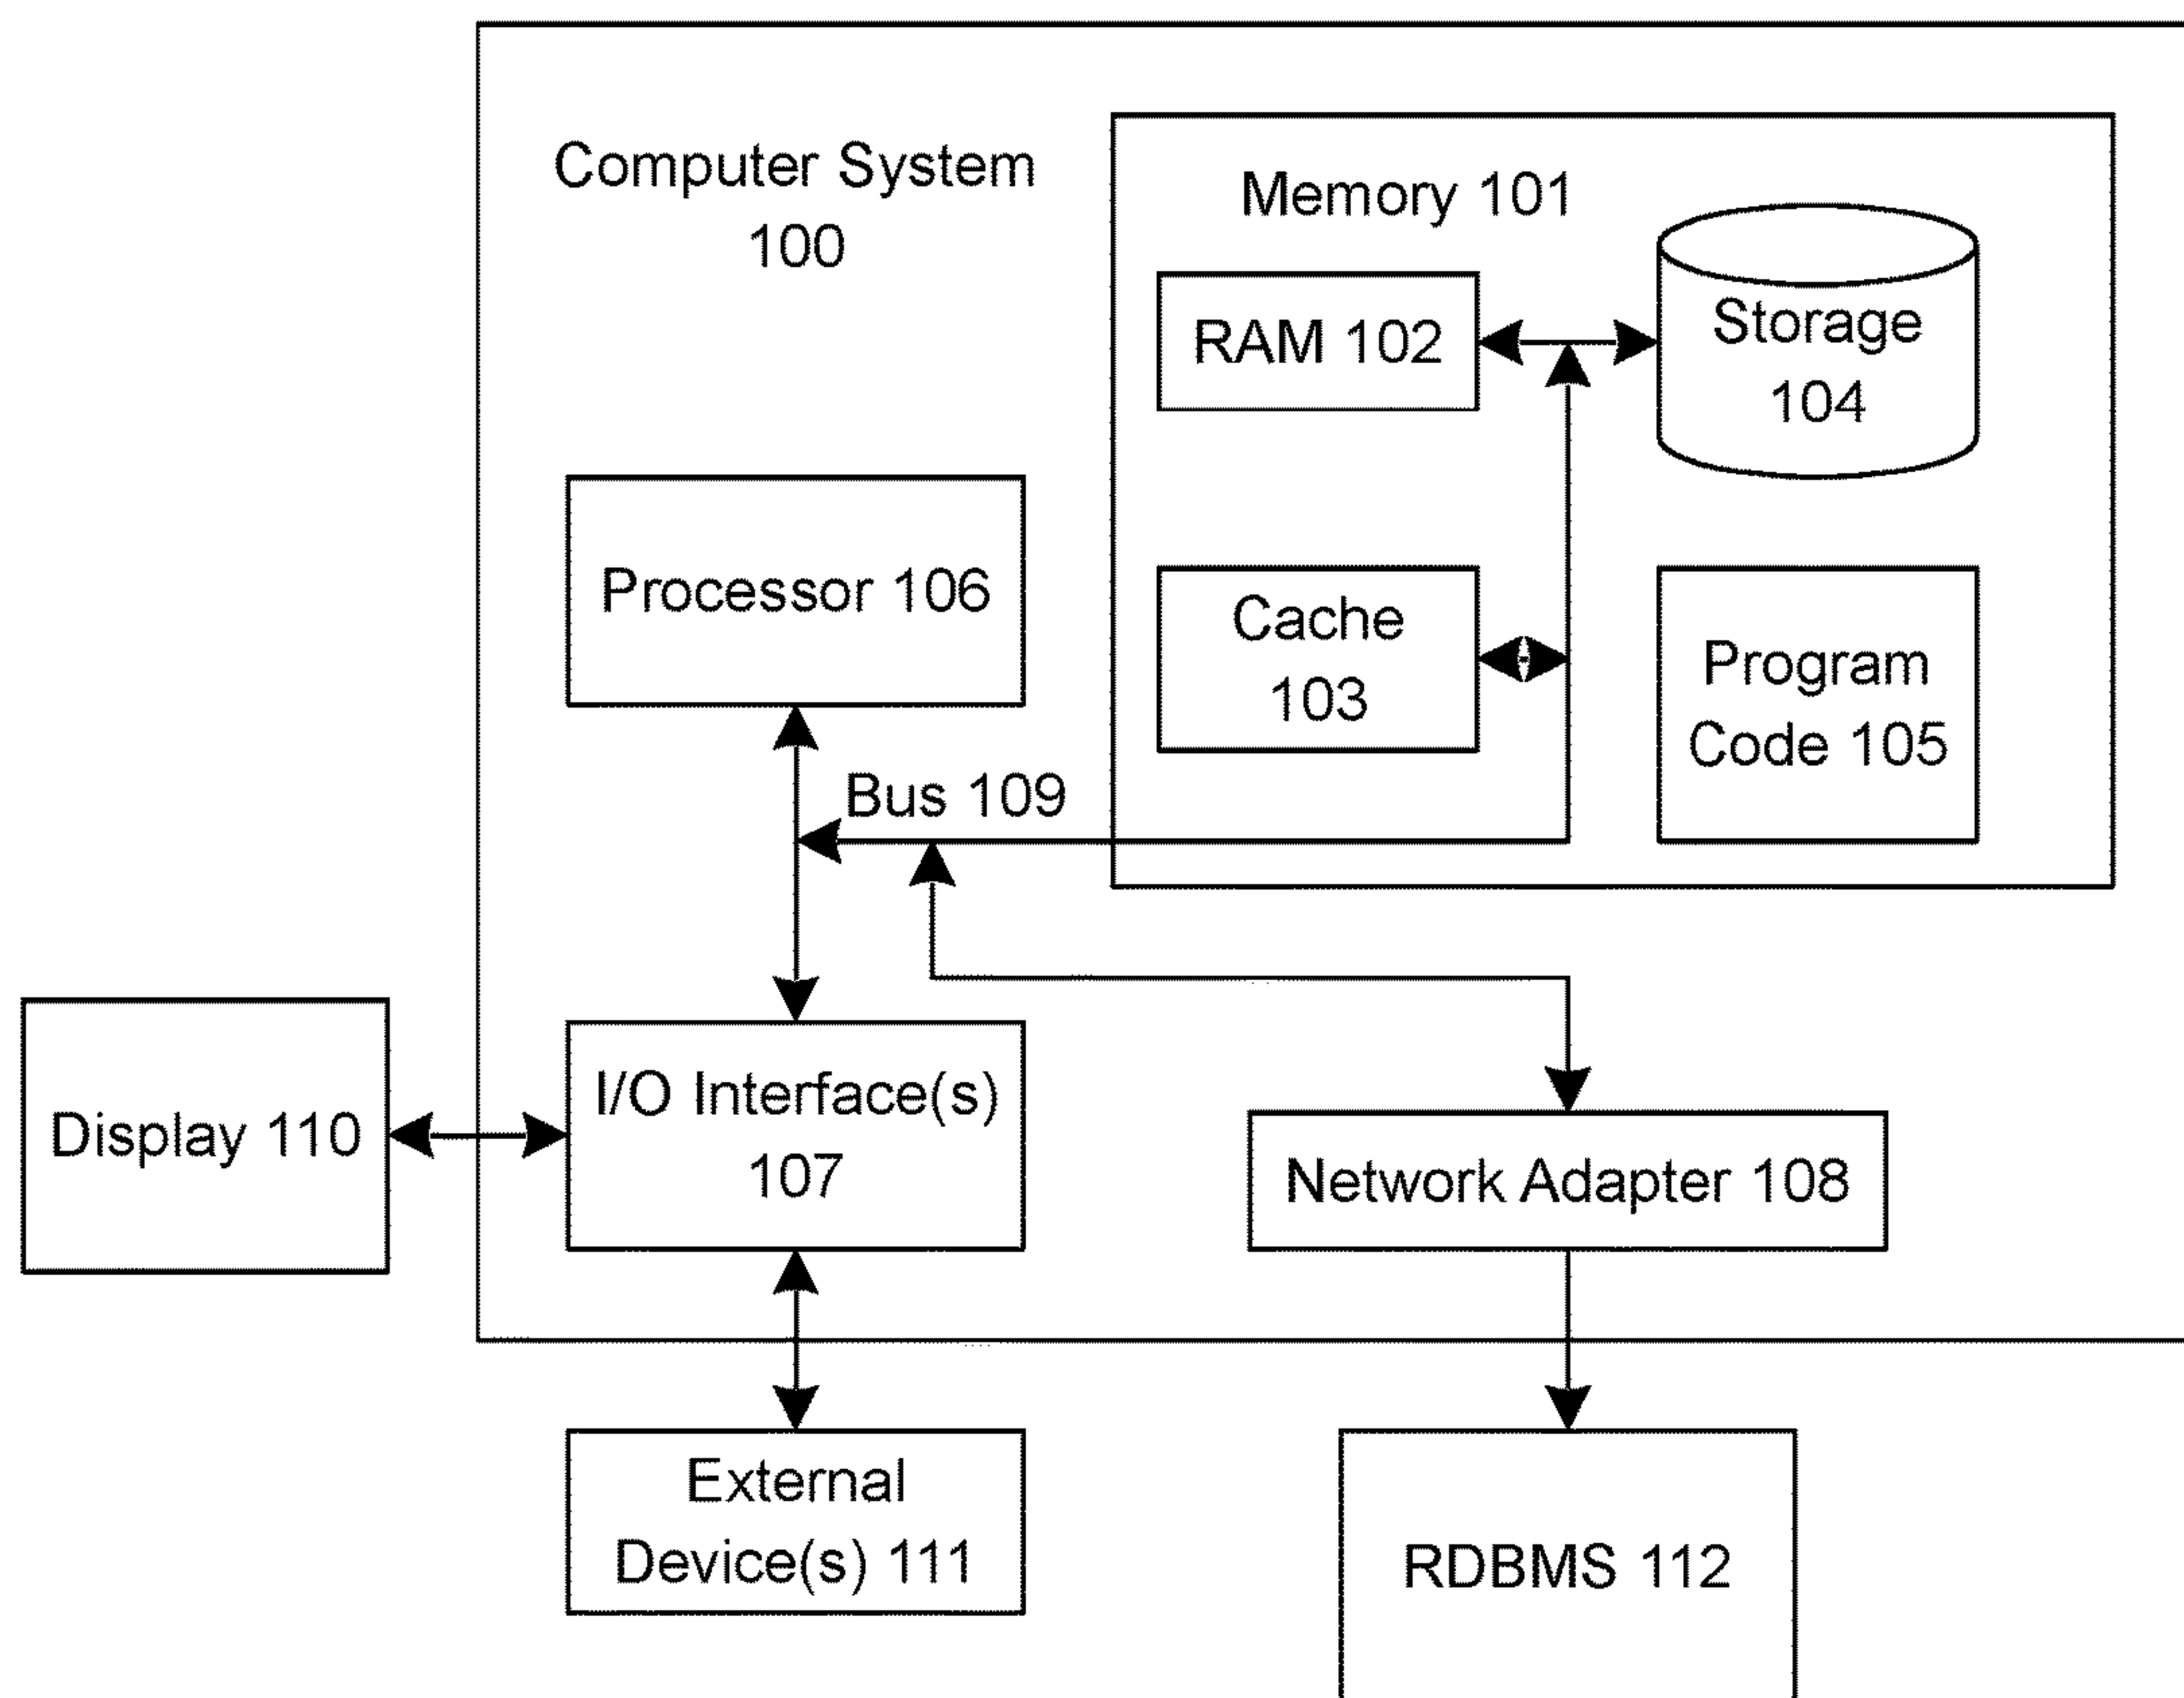 Computer System
100
Memory 101
RAM 102
Storage
104
Processor 106
Cache
103
Program
Code 105
Bus 109
Display 110
I/O Interface(s)
107
Network Adapter 108
External
Device(s) 111
RDBMS 112